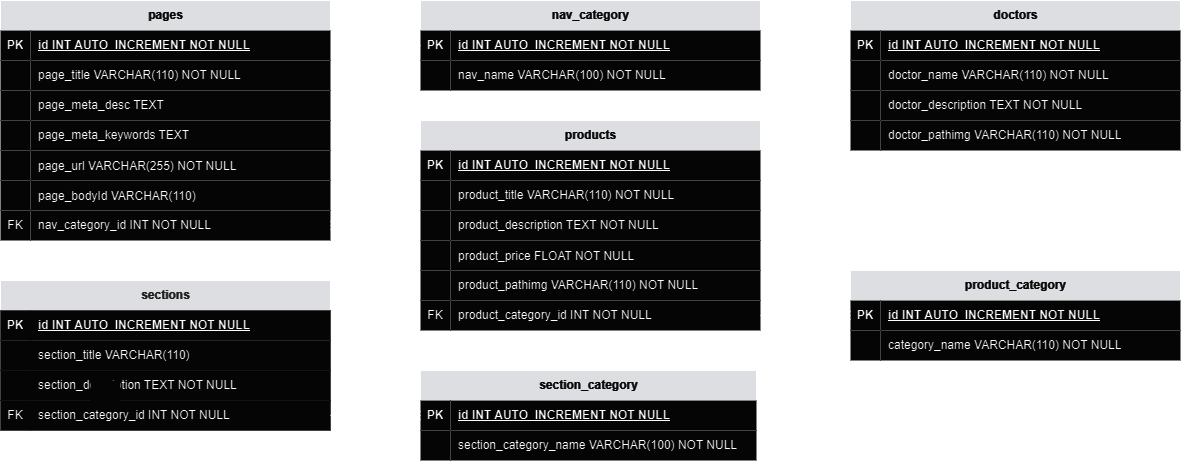 pages
PK id INT AUTO_INCREMENT NOT NULL
page_title VARCHAR(110) NOT NULL
page_meta_desc TEXT
page_meta_keywords TEXT
page_url VARCHAR(255) NOT NULL
page_bodyId VARCHAR(110)
FK nav_category_id INT NOT NULL
sections
PK id INT AUTO_INCREMENT NOT NULL
section_title VARCHAR(110)
TEXT NOT NULL
FK section_category_id INT NOT NULL
nav_category
PK id INT AUTO_INCREMENT NOT NULL
nav_name VARCHAR(100) NOT NULL
products
PK id INT AUTO_INCREMENT NOT NULL
product_title VARCHAR(110) NOT NULL
product_description TEXT NOT NULL
product_price FLOAT NOT NULL
product_pathimg VARCHAR(110) NOT NULL
FK product_category_id INT NOT NULL
section_category
PK id INT AUTO_INCREMENT NOT NULL
section_category_name VARCHAR(100) NOT NULL
doctors
PK id INT AUTO_INCREMENT NOT NULL
doctor_name VARCHAR(110) NOT NULL
doctor_description TEXT NOT NULL
doctor_pathimg VARCHAR(110) NOT NULL
product_category
PK id INT AUTO_INCREMENT NOT NULL
category_name VARCHAR(110) NOT NULL